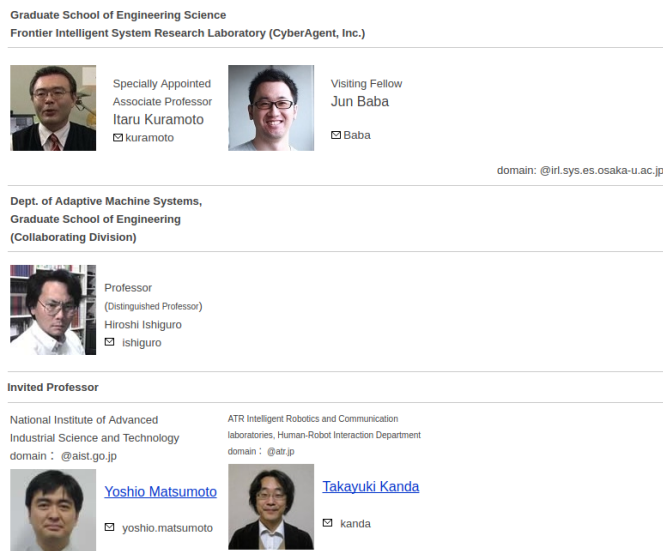 Graduate School of Engineering Science
Frontier Intelligent System Research Laboratory (CyberAgent, Inc.)
Specially Appointed
Associate Professor
Itaru Kuramoto
kuramoto
Visiting Fellow
Jun Baba
Baba
domain: @irl.sys.es.osaka-u.ac.jp
Dept. of Adaptive Machine Systems,
Graduate School of Engineering
(Collaborating Division)
Professor
(Distinguished Professor)
Hiroshi Ishiguro
ishiguro
Invited Professor
National Institute of Advanced
Industrial Science and Technology
domain： @aist.go.jp
Yoshio Matsumoto
yoshio.matsumoto
ATR Intelligent Robotics and Communication
laboratories, Human-Robot Interaction Department
domain： @atr.jp
Takayuki Kanda
kanda